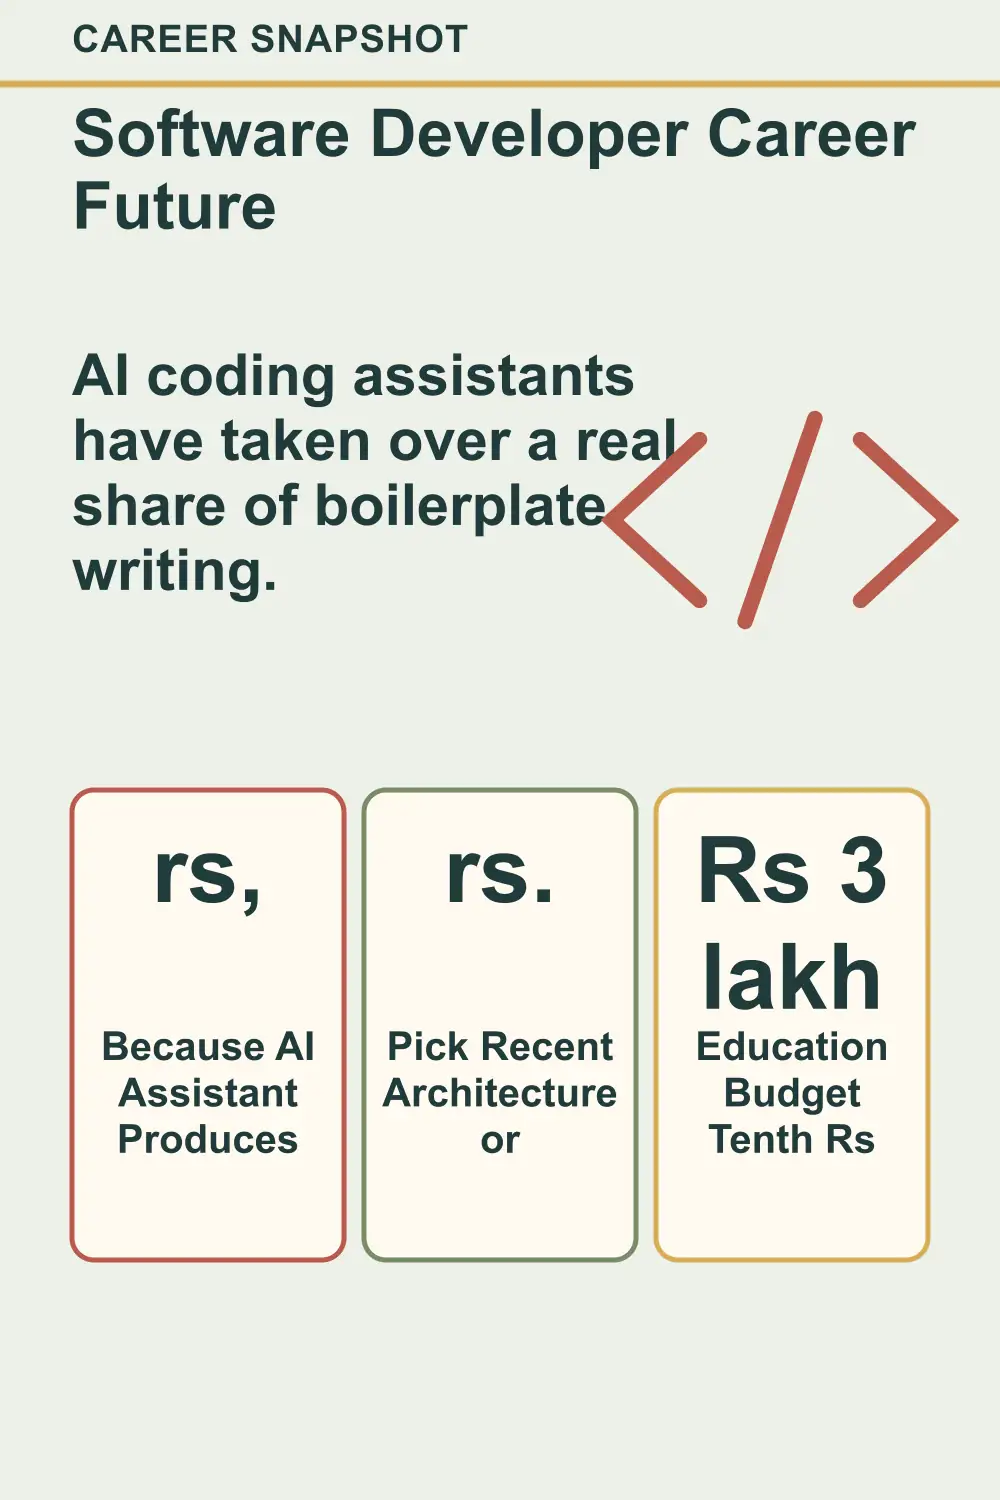 CAREER SNAPSHOT
Software Developer Career
Future
AI coding assistants
have taken over a real
share of boilerplate
writing.
rs,
Because AI
Assistant
Produces
rs.
Pick Recent
Architecture
or
Rs 3
lakh
Education
Budget
Tenth Rs